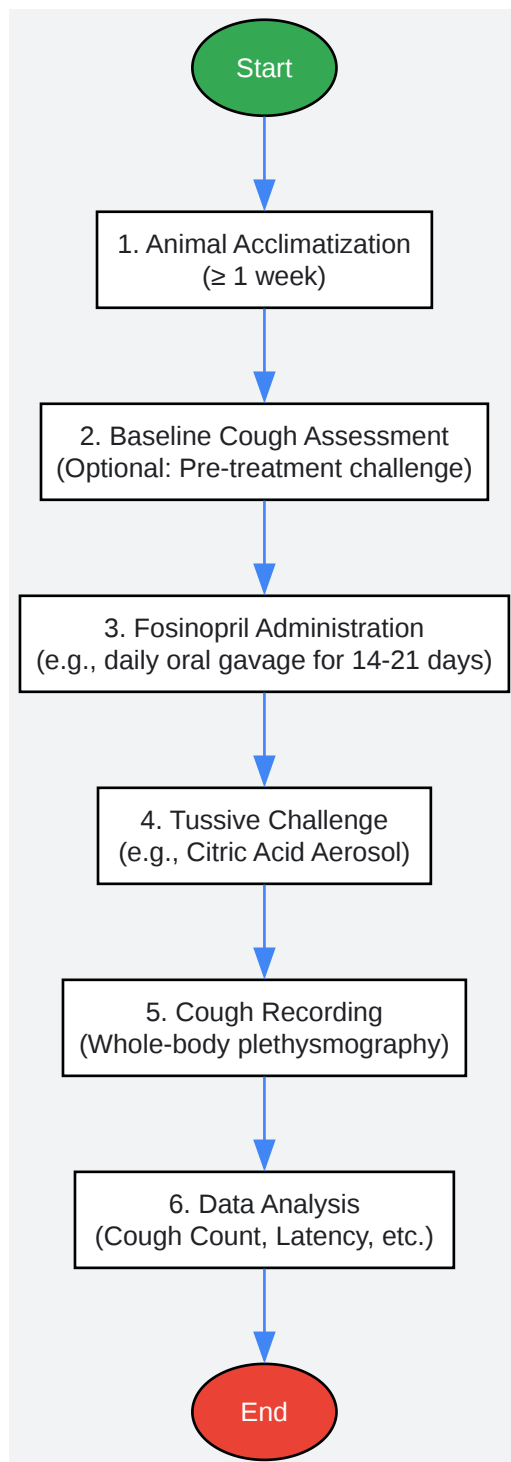 Start
1. Animal Acclimatization
(≥ 1 week)
2. Baseline Cough Assessment
(Optional: Pre-treatment challenge)
3. Fosinopril Administration
(e.g., daily oral gavage for 14-21 days)
4. Tussive Challenge
(e.g., Citric Acid Aerosol)
5. Cough Recording
(Whole-body plethysmography)
6. Data Analysis
(Cough Count, Latency, etc.)
End